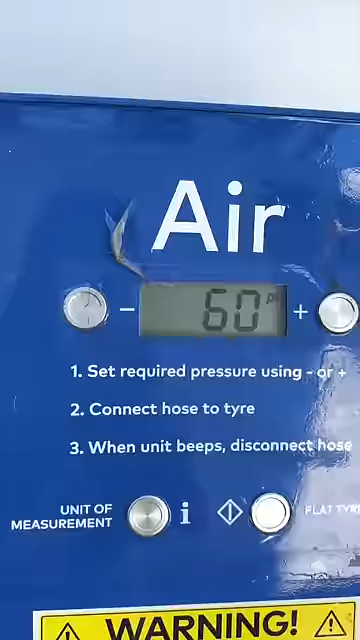 Air
- 60 +
1. Set required pressure using - or +
2. Connect hose to tyre
3. When unit beeps, disconnect hose
UNIT OF
MEASUREMENT
i
FLAT
WARNING!